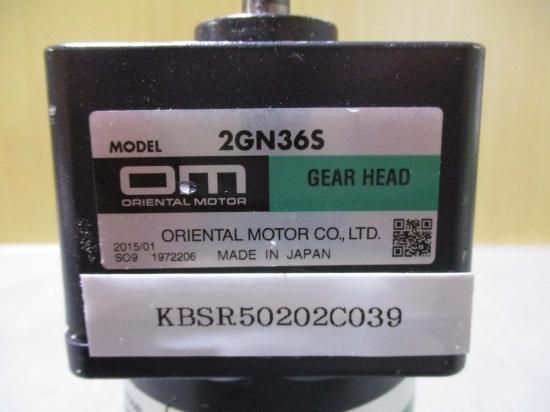 MODEL 2GN36S
om GEAR HEAD
ORIENTAL MOTOR
ORIENTAL MOTOR CO., LTD.
2015/01
SO9 1972206 MADE IN JAPAN
KBSR50202C039